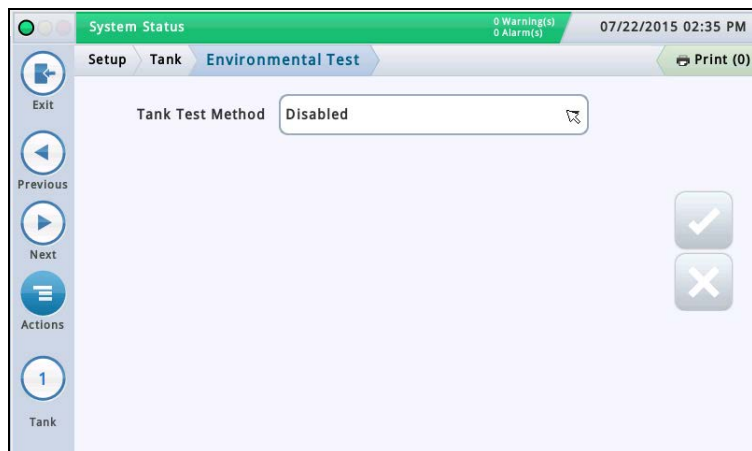 System Status
0 Warning(s)
0 Alarm(s)
07/22/2015 02:35 PM
Setup Tank Environmental Test
Print (0)
Exit
Tank Test Method Disabled
Previous
Next
Actions
1
Tank